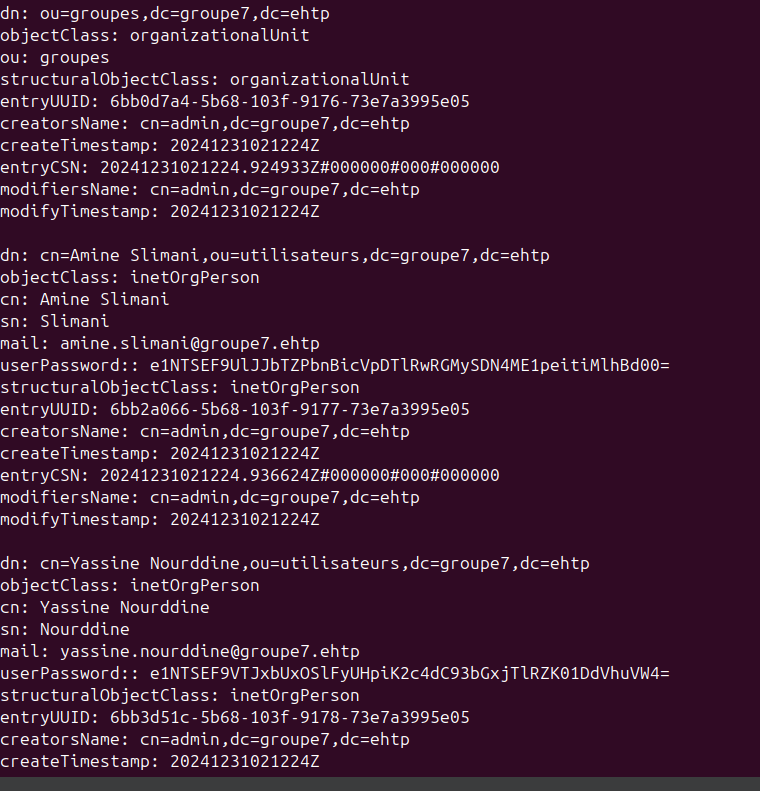 dn: ou=groupes,dc=groupe7,dc=ehtp
objectClass: organizationalUnit
ou: groupes
structuralObjectClass: organizationalUnit
entryUUID: 6bb0d7a4-5b68-103f-9176-73e7a3995e05
creatorsName: cn=admin,dc=groupe7,dc=ehtp
createTimestamp: 20241231021224Z
entryCSN: 20241231021224.924933Z#000000#000#000000
modifiersName: cn=admin,dc=groupe7,dc=ehtp
modifyTimestamp: 20241231021224Z
dn: cn=Amine Slimani,ou=utilisateurs,dc=groupe7,dc=ehtp
objectClass: inetOrgPerson
cn: Amine Slimani
sn: Slimani
mail: amine.slimani@groupe7.ehtp
userPassword:: e1NTSEF9UlJJbTZPbnBicVpDTlRwRGMySDN4ME1peitiMlhBd00=
structuralObjectClass: inetOrgPerson
entryUUID: 6bb2a066-5b68-103f-9177-73e7a3995e05
creatorsName: cn=admin,dc=groupe7,dc=ehtp
createTimestamp: 20241231021224Z
entryCSN: 20241231021224.936624Z#000000#000#000000
modifiersName: cn=admin,dc=groupe7,dc=ehtp
modifyTimestamp: 20241231021224Z
dn: cn=Yassine Nourddine,ou=utilisateurs,dc=groupe7,dc=ehtp
objectClass: inetOrgPerson
cn: Yassine Nourddine
sn: Nourddine
mail: yassine.nourddine@groupe7.ehtp
userPassword:: e1NTSEF9VTJxbUxOSlFyUHpiK2c4dC93bGxjTlRZK01DdVhuVW4=
structuralObjectClass: inetOrgPerson
entryUUID: 6bb3d51c-5b68-103f-9178-73e7a3995e05
creatorsName: cn=admin,dc=groupe7,dc=ehtp
createTimestamp: 20241231021224Z